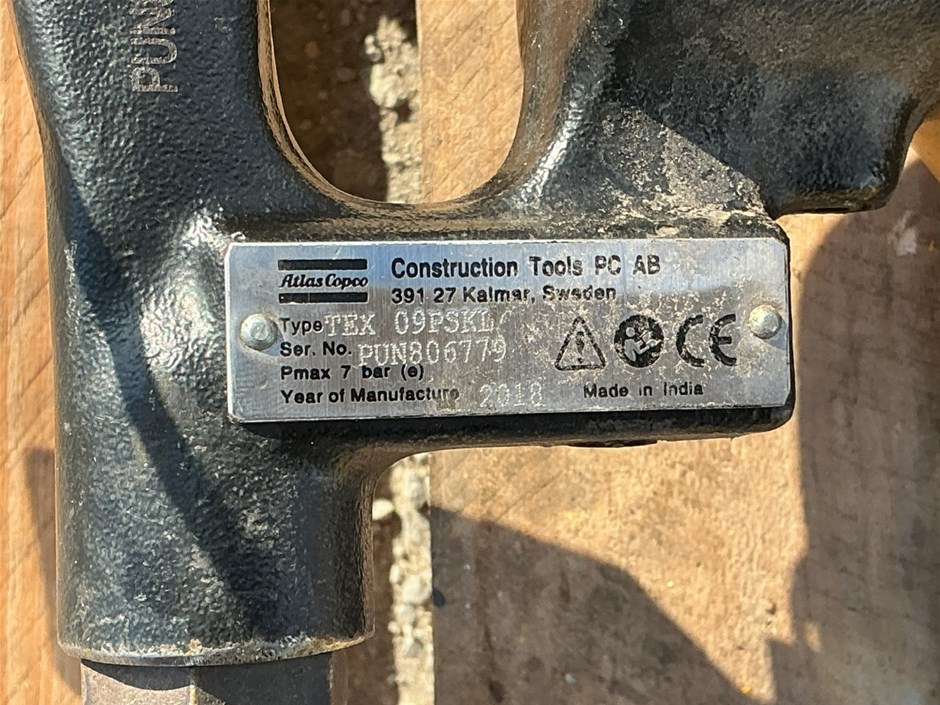 PUN
Atlas Copco
Construction Tools PC AB
391 27 Kalmar, Sweden
Type TEX 09PSKL
Ser. No. PUN806779
Pmax 7 bar (e)
Year of Manufacture 2018
Made in India
CE